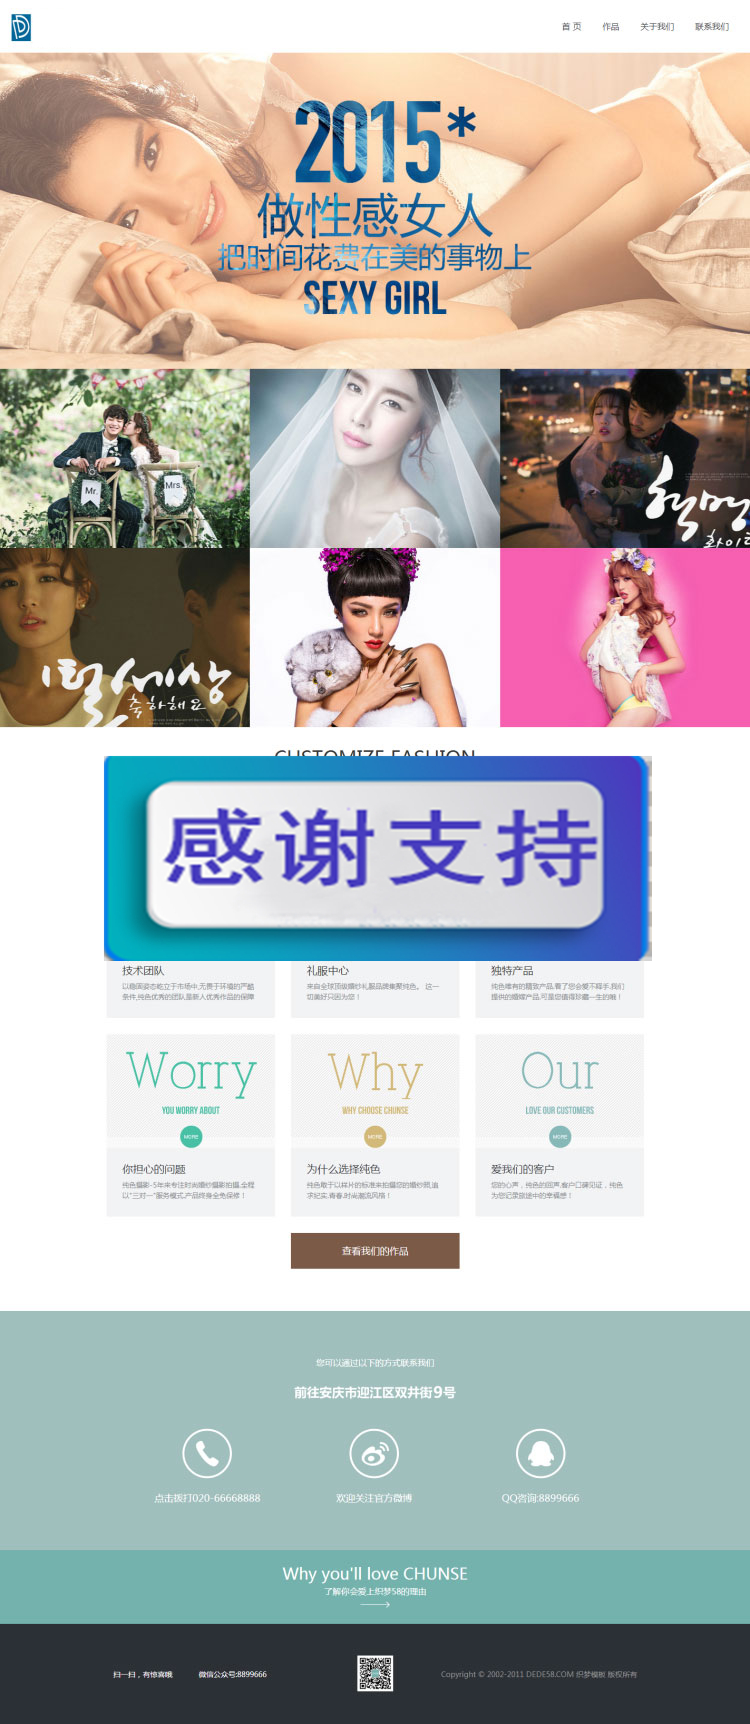 首 页
作品
关于我们
联系我们
2015*
做性感女人
把时间花费在美的事物上
SEXY GIRL
Mr.
Mrs.
축하해요
CUSTOMIZE FASHION
感谢支持
技术团队
礼服中心
独特产品
以稳固姿态屹立于市场中,无畏于环境的严酷
条件,纯色优秀的团队是新人优秀作品的保障
来自全球顶级婚纱礼服品牌集聚纯色。 这一
切美好只因为您！
纯色唯有的精致产品,看了您会爱不释手,我们
提供的婚嫁产品,可是您值得珍藏一生的哦！
Worry
YOU WORRY ABOUT
MORE
Why
WHY CHOOSE CHUNSE
MORE
Our
LOVE OUR CUSTOMERS
MORE
你担心的问题
为什么选择纯色
爱我们的客户
纯色摄影-5年来专注时尚婚纱摄影拍摄,全程
以"三对一"服务模式,产品终身全免保修！
纯色敢于以样片的标准来拍摄您的婚纱照,追
求纪实,青春,时尚潮流风格！
您的心声，纯色的回声,客户口碑见证，纯色
为您记录旅途中的幸福感！
查看我们的作品
您可以通过以下的方式联系我们
前往安庆市迎江区双井街9号
点击拨打020-66668888
欢迎关注官方微博
QQ咨询:8899666
Why you'll love CHUNSE
了解你会爱上织梦58的理由
扫一扫，有惊喜哦
微信公众号:8899666
Copyright © 2002-2011 DEDE58.COM 织梦模板 版权所有